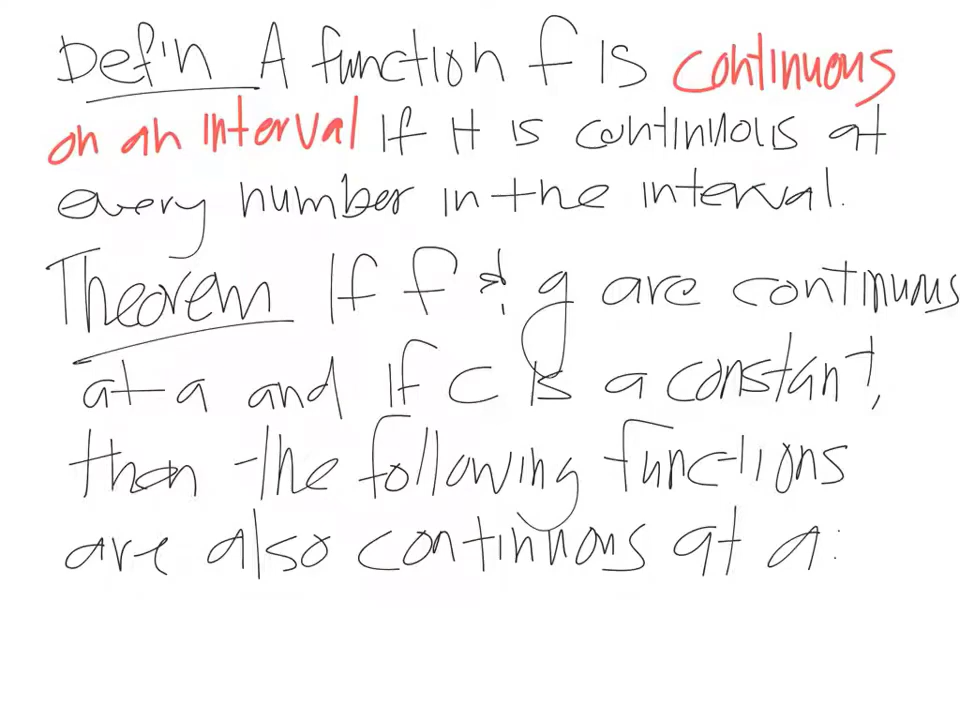 Def'n A function f is continuous
on an interval if it is continuous at
every number in the interval.
Theorem If f & g are continuous
at a and if c is a constant,
then the following functions
are also continuous at a: